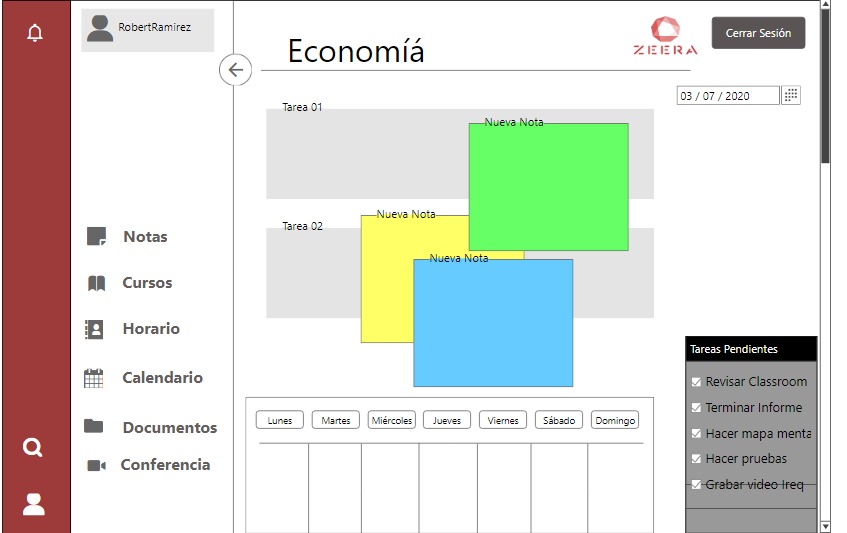 RobertRamirez
Economíá
ZEERA
Cerrar Sesión
03 / 07 / 2020
Tarea 01
Nueva Nota
Tarea 02
Nueva Nota
Nueva Nota
Notas
Cursos
Horario
Calendario
Documentos
Conferencia
Tareas Pendientes
Revisar Classroom
Terminar Informe
Hacer mapa menta
Hacer pruebas
Grabar video Ireq
Lunes Martes Miércoles Jueves Viernes Sábado Domingo